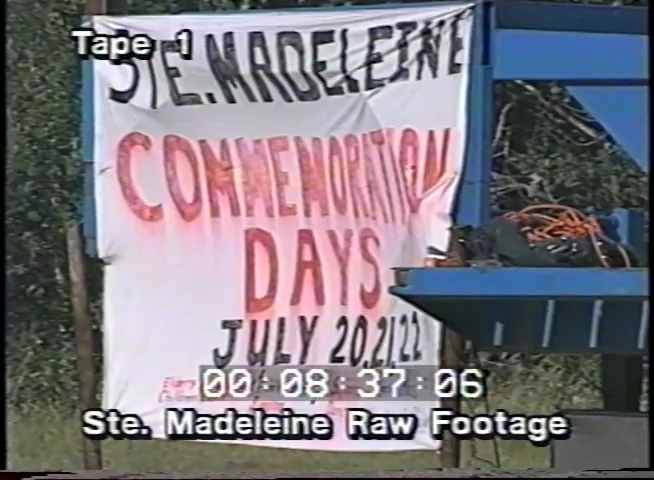 Tape 1
STE. MADELEINE
COMMEMORATION
DAYS
JULY 20,21,22
00:08:37:06
Ste. Madeleine Raw Footage